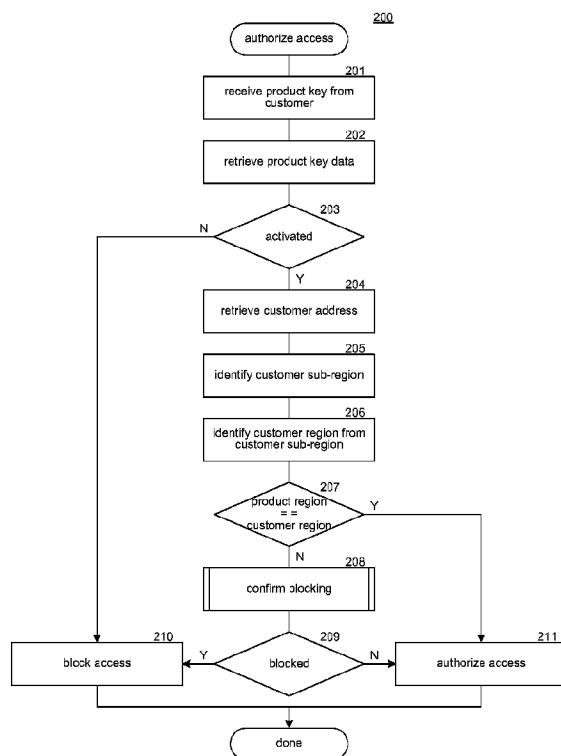 200
authorize access
201
receive product key from
customer
202
retrieve product key data
203
N
activated
Y
204
retrieve customer address
205
identify customer sub-region
206
identify customer region from
customer sub-region
207
product region
= =
customer region
Y
N
208
confirm blocking
210
209
211
block access
Y
blocked
N
authorize access
done